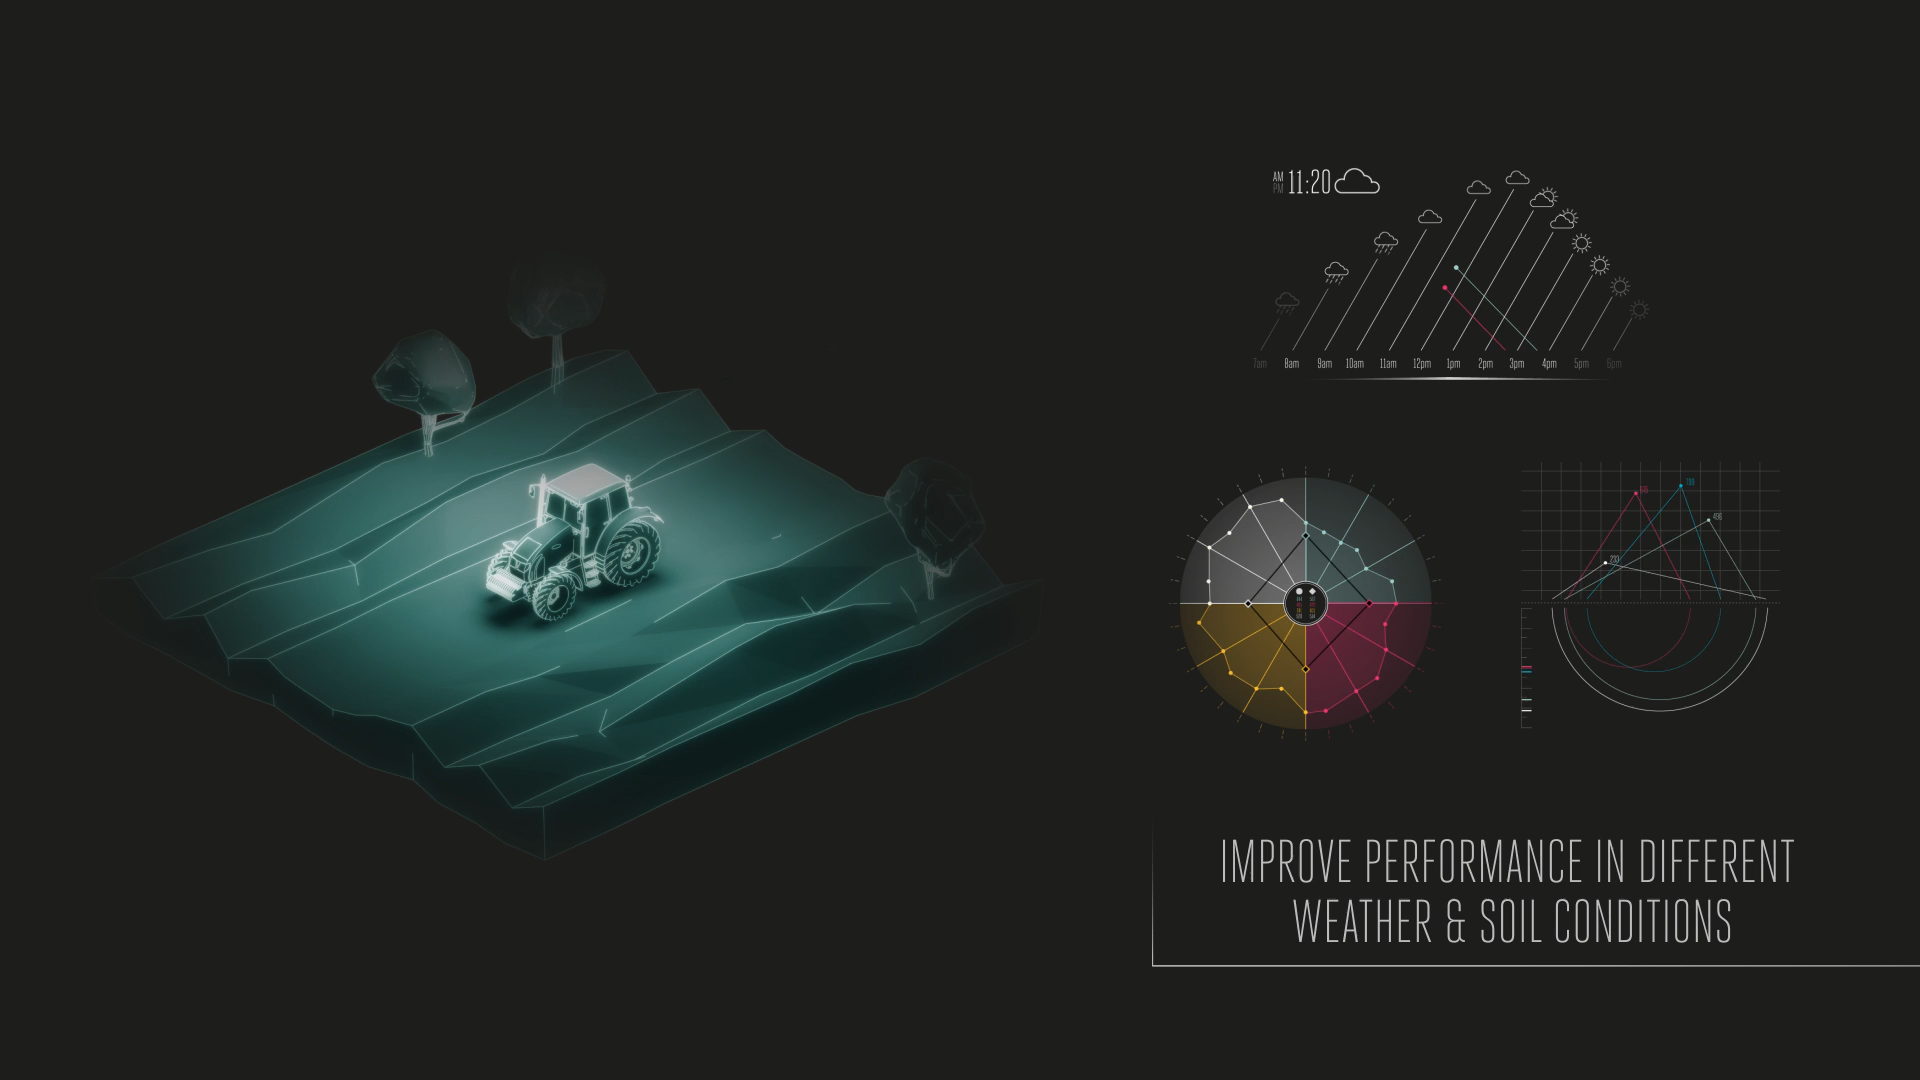 AM
PM
11:20
7am 8am 9am 10am 11am 12pm 1pm 2pm 3pm 4pm 5pm 6pm
496
IMPROVE PERFORMANCE IN DIFFERENT
WEATHER & SOIL CONDITIONS